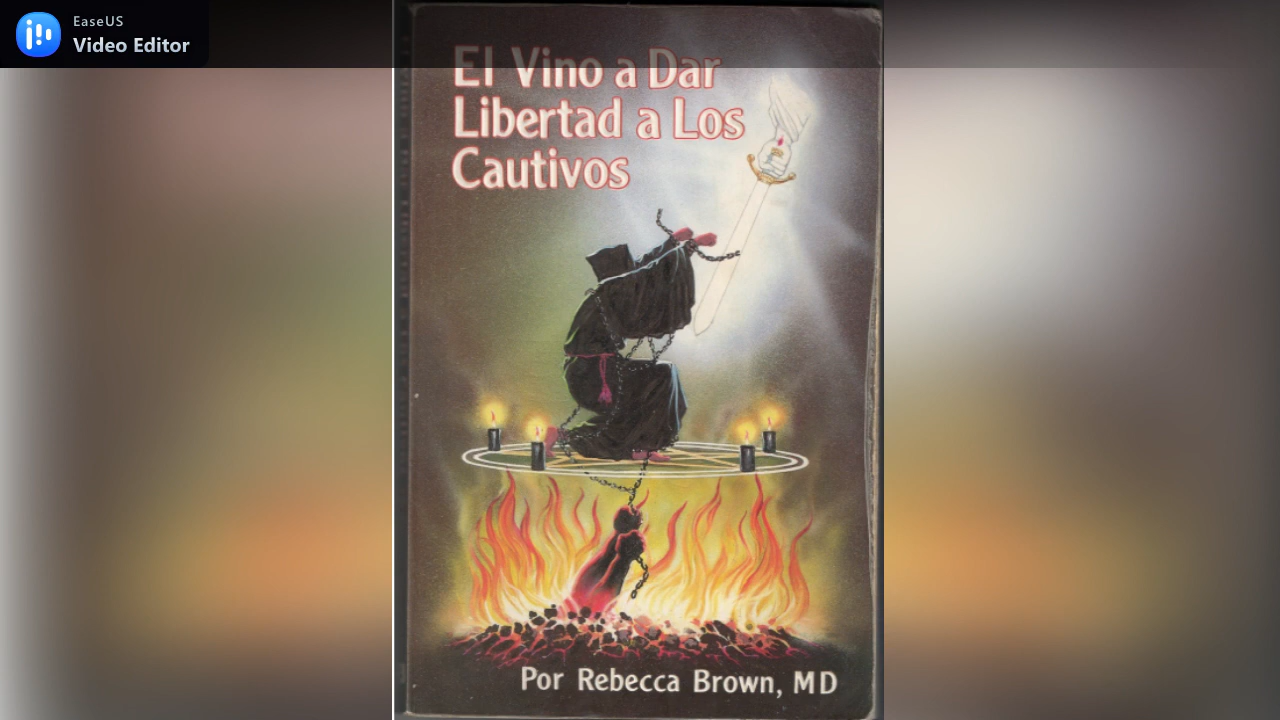 EaseUS
Video Editor
El Vino a Dar
Libertad a Los
Cautivos
Por Rebecca Brown, MD